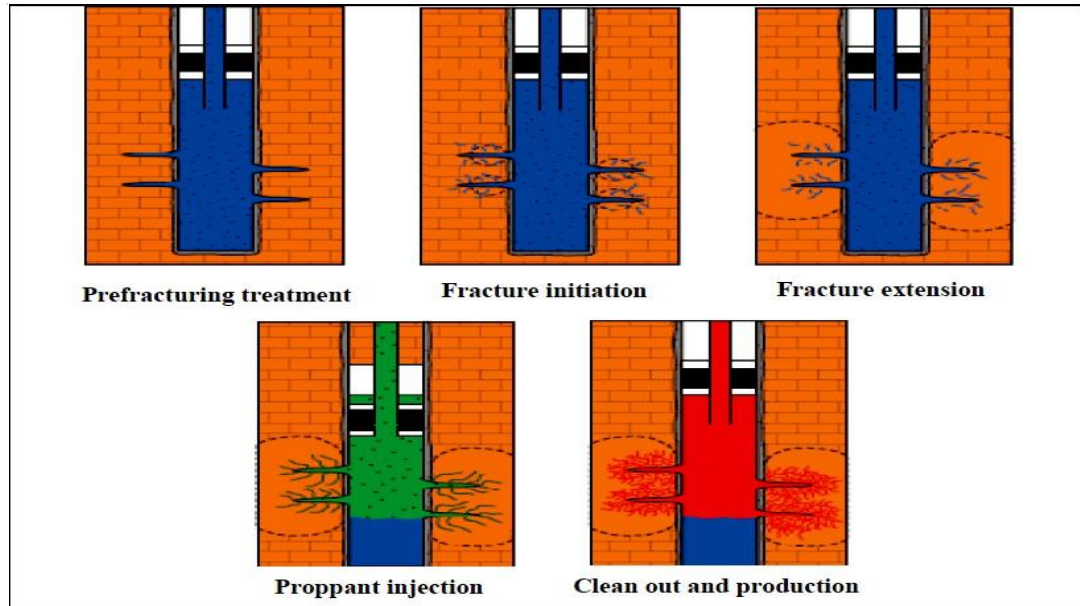 Prefracturing treatment
Fracture initiation
Fracture extension
Proppant injection
Clean out and production